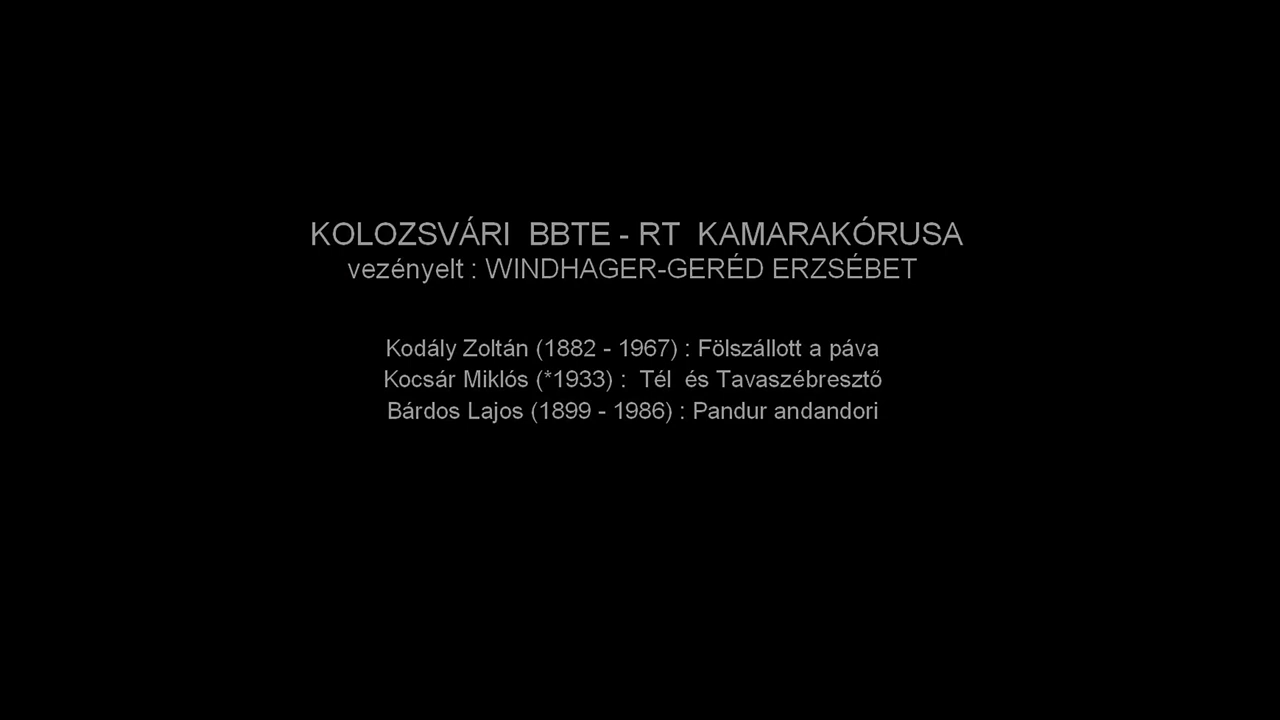 KOLOZSVÁRI BBTE - RT KAMARAKÓRUSA
vezényelt : WINDHAGER-GERÉD ERZSÉBET
Kodály Zoltán (1882 - 1967) : Fölszállott a páva
Kocsár Miklós (*1933) : Tél és Tavaszébresztő
Bárdos Lajos (1899 - 1986) : Pandur andandori